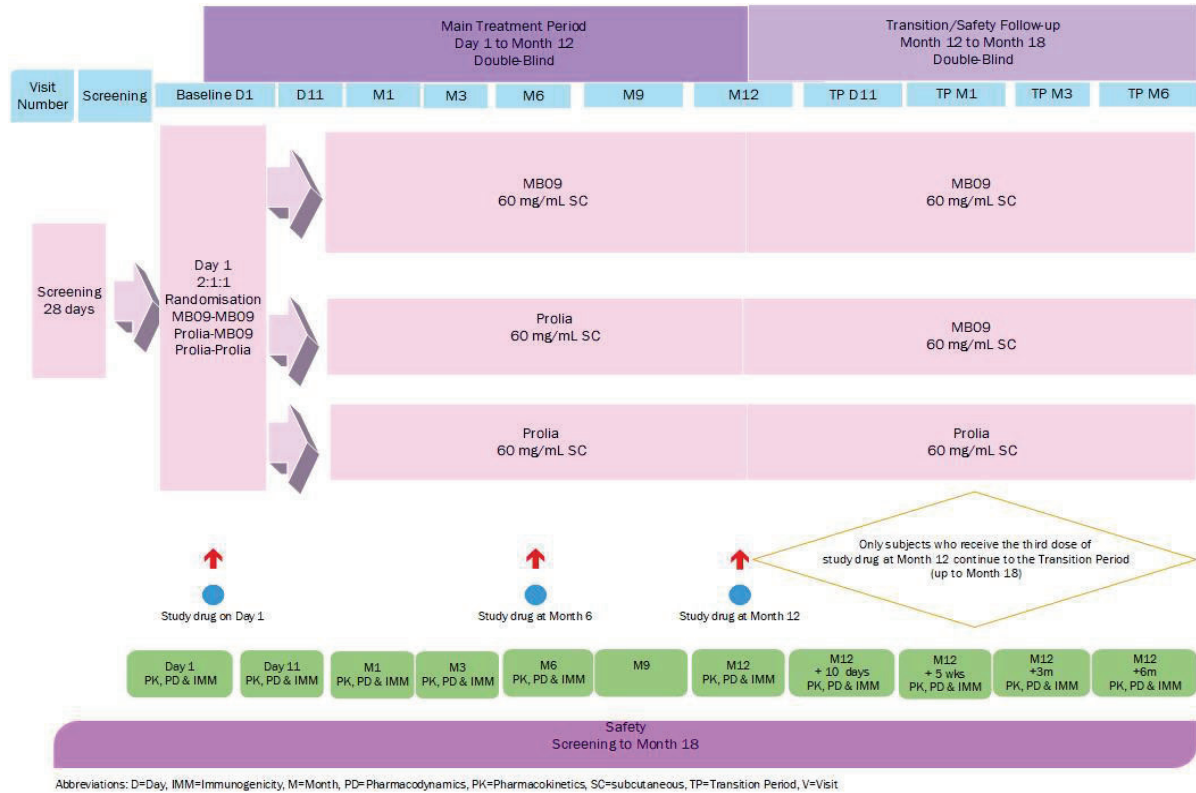 Main Treatment Period
Day 1 to Month 12
Double-Blind
Transition/Safety Follow-up
Month 12 to Month 18
Double-Blind
Visit
Number
Screening
Baseline D1
D11
M1
M3
M6
M9
M12
TP D11
TP M1
TP M3
TP M6
Screening
28 days
Day 1
2:1:1
Randomisation
MB09-MB09
Prolia-MB09
Prolia-Prolia
MB09
60 mg/mL SC
MB09
60 mg/mL SC
Prolia
60 mg/mL SC
MB09
60 mg/mL SC
Prolia
60 mg/mL SC
Prolia
60 mg/mL SC
Only subjects who receive the third dose of
study drug at Month 12 continue to the Transition Period
(up to Month 18)
Study drug on Day 1
Study drug at Month 6
Study drug at Month 12
Day 1
PK, PD & IMM
Day 11
PK, PD & IMM
M1
PK, PD & IMM
M3
PK, PD & IMM
M6
PK, PD & IMM
M9
M12
PK, PD & IMM
M12
+ 10 days
PK, PD & IMM
M12
+ 5 wks
PK, PD & IMM
M12
+3m
PK, PD & IMM
M12
+6m
PK, PD & IMM
Safety
Screening to Month 18
Abbreviations: D=Day, IMM=Immunogenicity, M=Month, PD=Pharmacodynamics, PK=Pharmacokinetics, SC=subcutaneous, TP=Transition Period, V=Visit